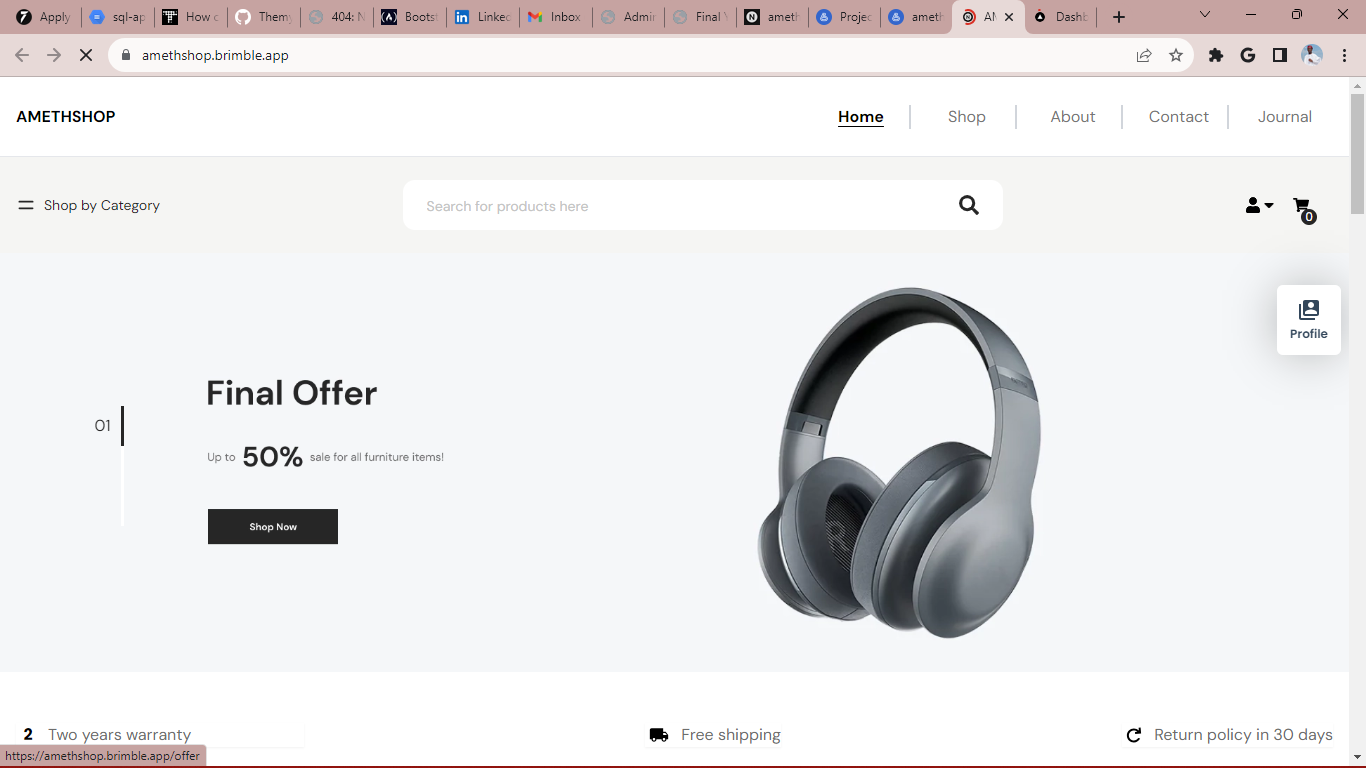 Apply
sql-ap
How c
Them
404: N
Bootst
Linked
Inbox
Admin
Final
ameth
Projec
ameth
AM
Dashb
amethshop.brimble.app
AMETHSHOP
Home
Shop
About
Contact
Journal
Shop by Category
Search for products here
0
Profile
Final Offer
01
Up to 50% sale for all furniture items!
Shop Now
2 Two years warranty
Free shipping
Return policy in 30 days
https://amethshop.brimble.app/offer